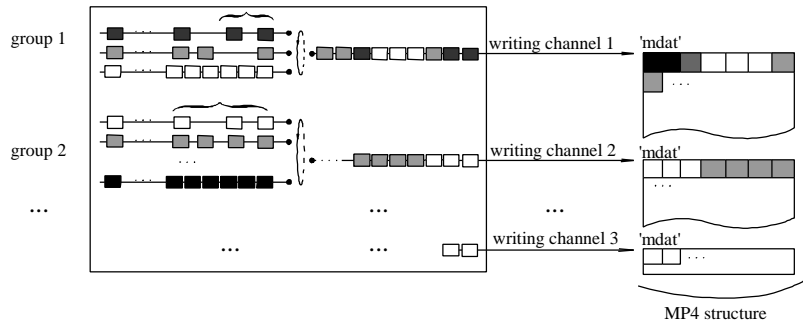 group 1
writing channel 1
'mdat'
group 2
writing channel 2
'mdat'
writing channel 3
'mdat'
MP4 structure